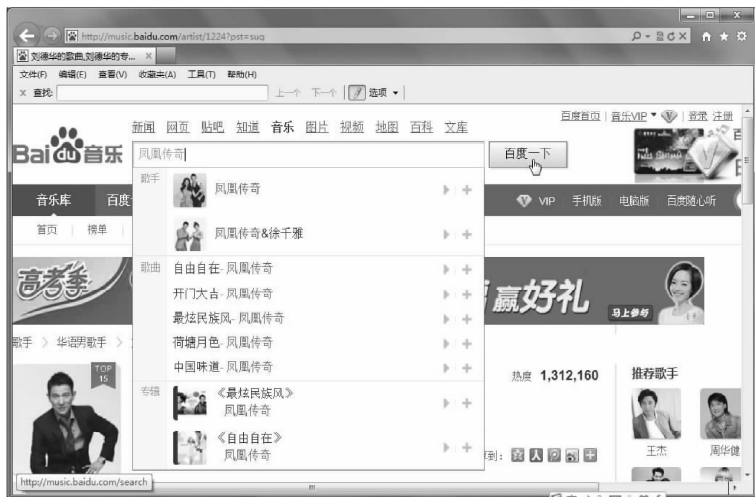 http://music.baidu.com/artist/1224?pst=sug
刘德华的歌曲,刘德华的专... ×
文件(F) 编辑(E) 查看(V) 收藏夹(A) 工具(T) 帮助(H)
× 查找: 上一个 下一个 选项
百度首页 | 音乐VIP | 登录 注册
新闻 网页 贴吧 知道 音乐 图片 视频 地图 百科 文库
Bai du 音乐
凤凰传奇
百度一下
音乐库 百度
VIP 手机版 电脑版 百度随心听
首页 榜单
歌手
凤凰传奇
凤凰传奇&徐千雅
歌曲
自由自在-凤凰传奇
开门大吉-凤凰传奇
最炫民族风-凤凰传奇
荷塘月色-凤凰传奇
中国味道-凤凰传奇
专辑
《最炫民族风》
凤凰传奇
《自由自在》
凤凰传奇
高考季
赢好礼
马上参与
歌手 > 华语男歌手 >
TOP
15
热度 1,312,160
推荐歌手
王杰 周华健
到:
http://music.baidu.com/search